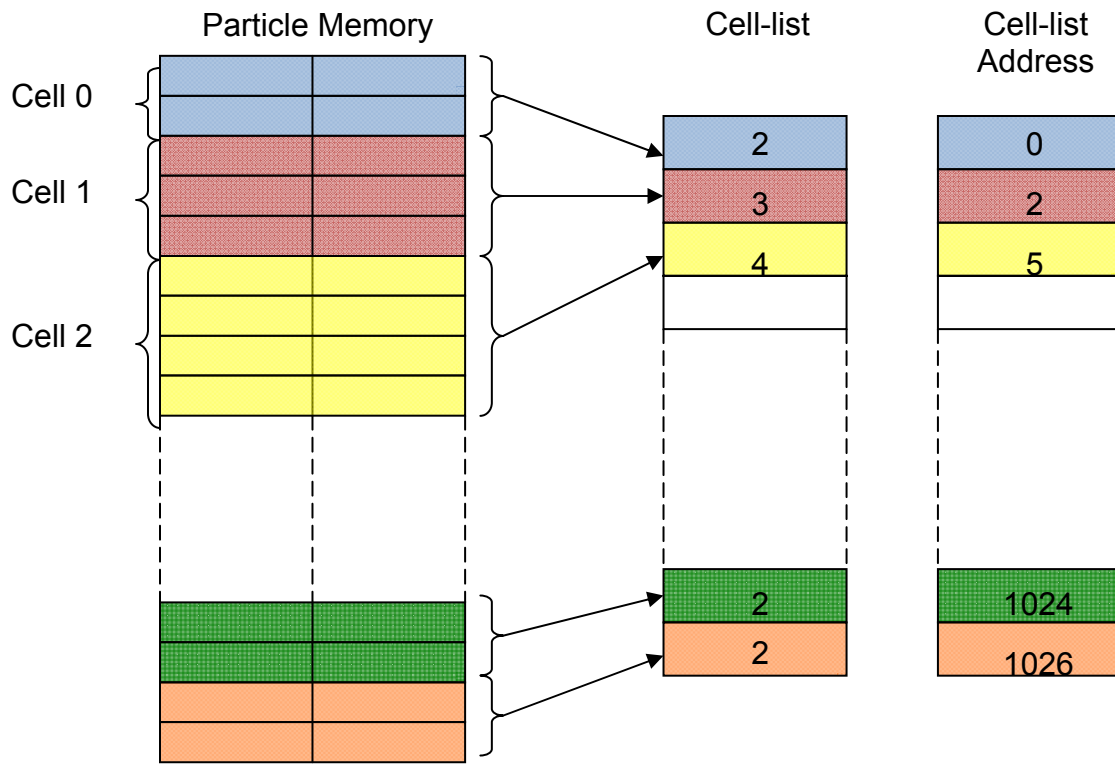 Particle Memory
Cell-list
Cell-list
Address
Cell 0
Cell 1
Cell 2
2
0
3
2
4
5
2
1024
2
1026